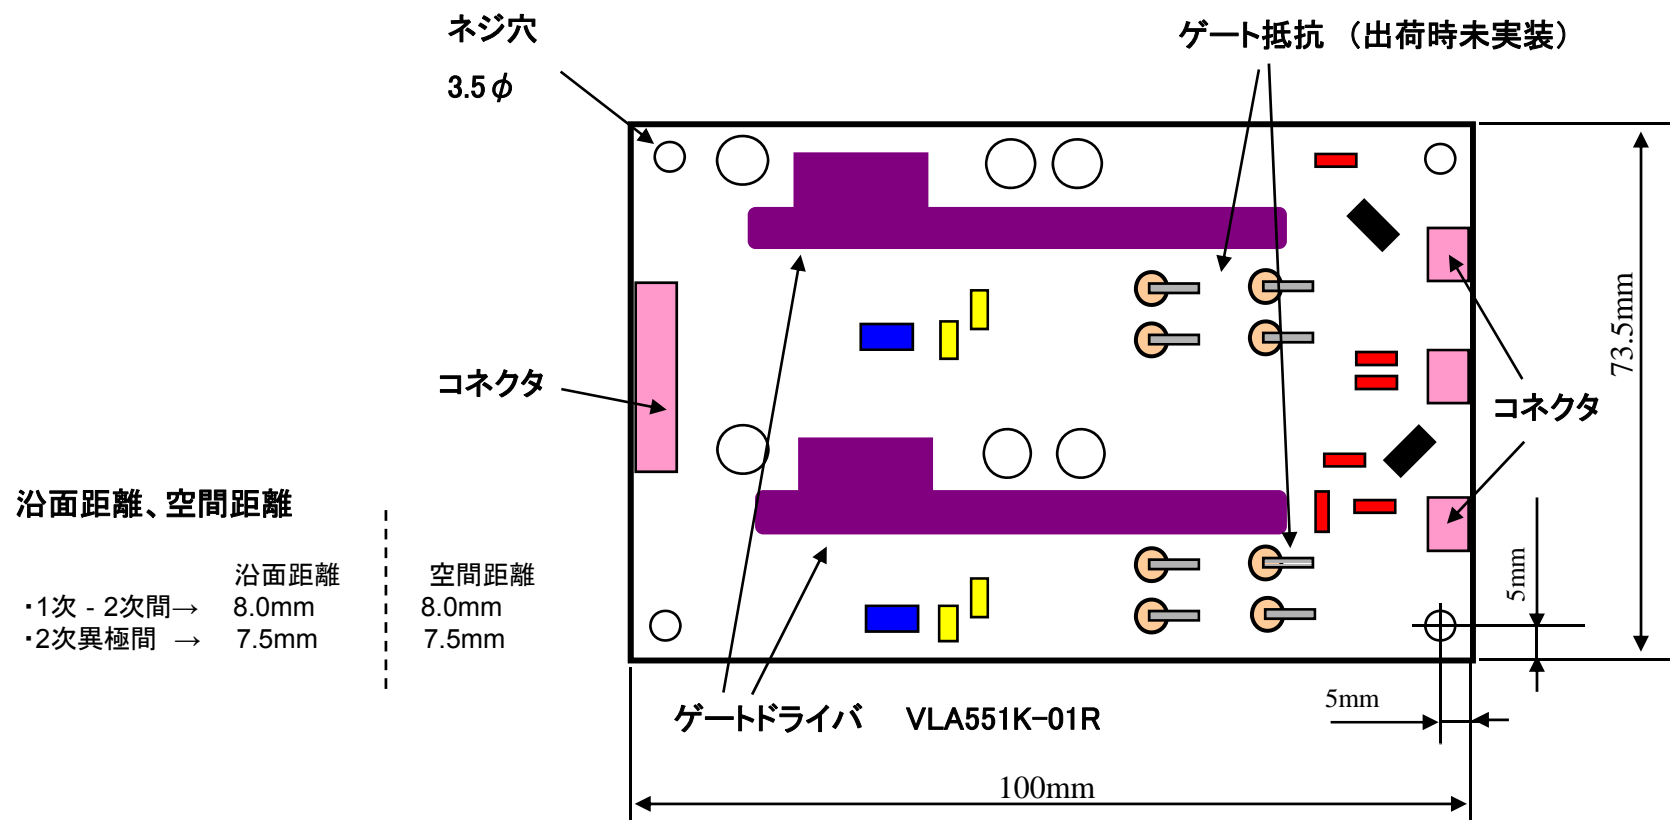 ネジ穴
3.5φ
ゲート抵抗 （出荷時未実装）
73.5mm
コネクタ
コネクタ
沿面距離、空間距離
沿面距離 空間距離
・1次 - 2次間→ 8.0mm 8.0mm
・2次異極間 → 7.5mm 7.5mm
5mm
5mm
ゲートドライバ VLA551K-01R
100mm